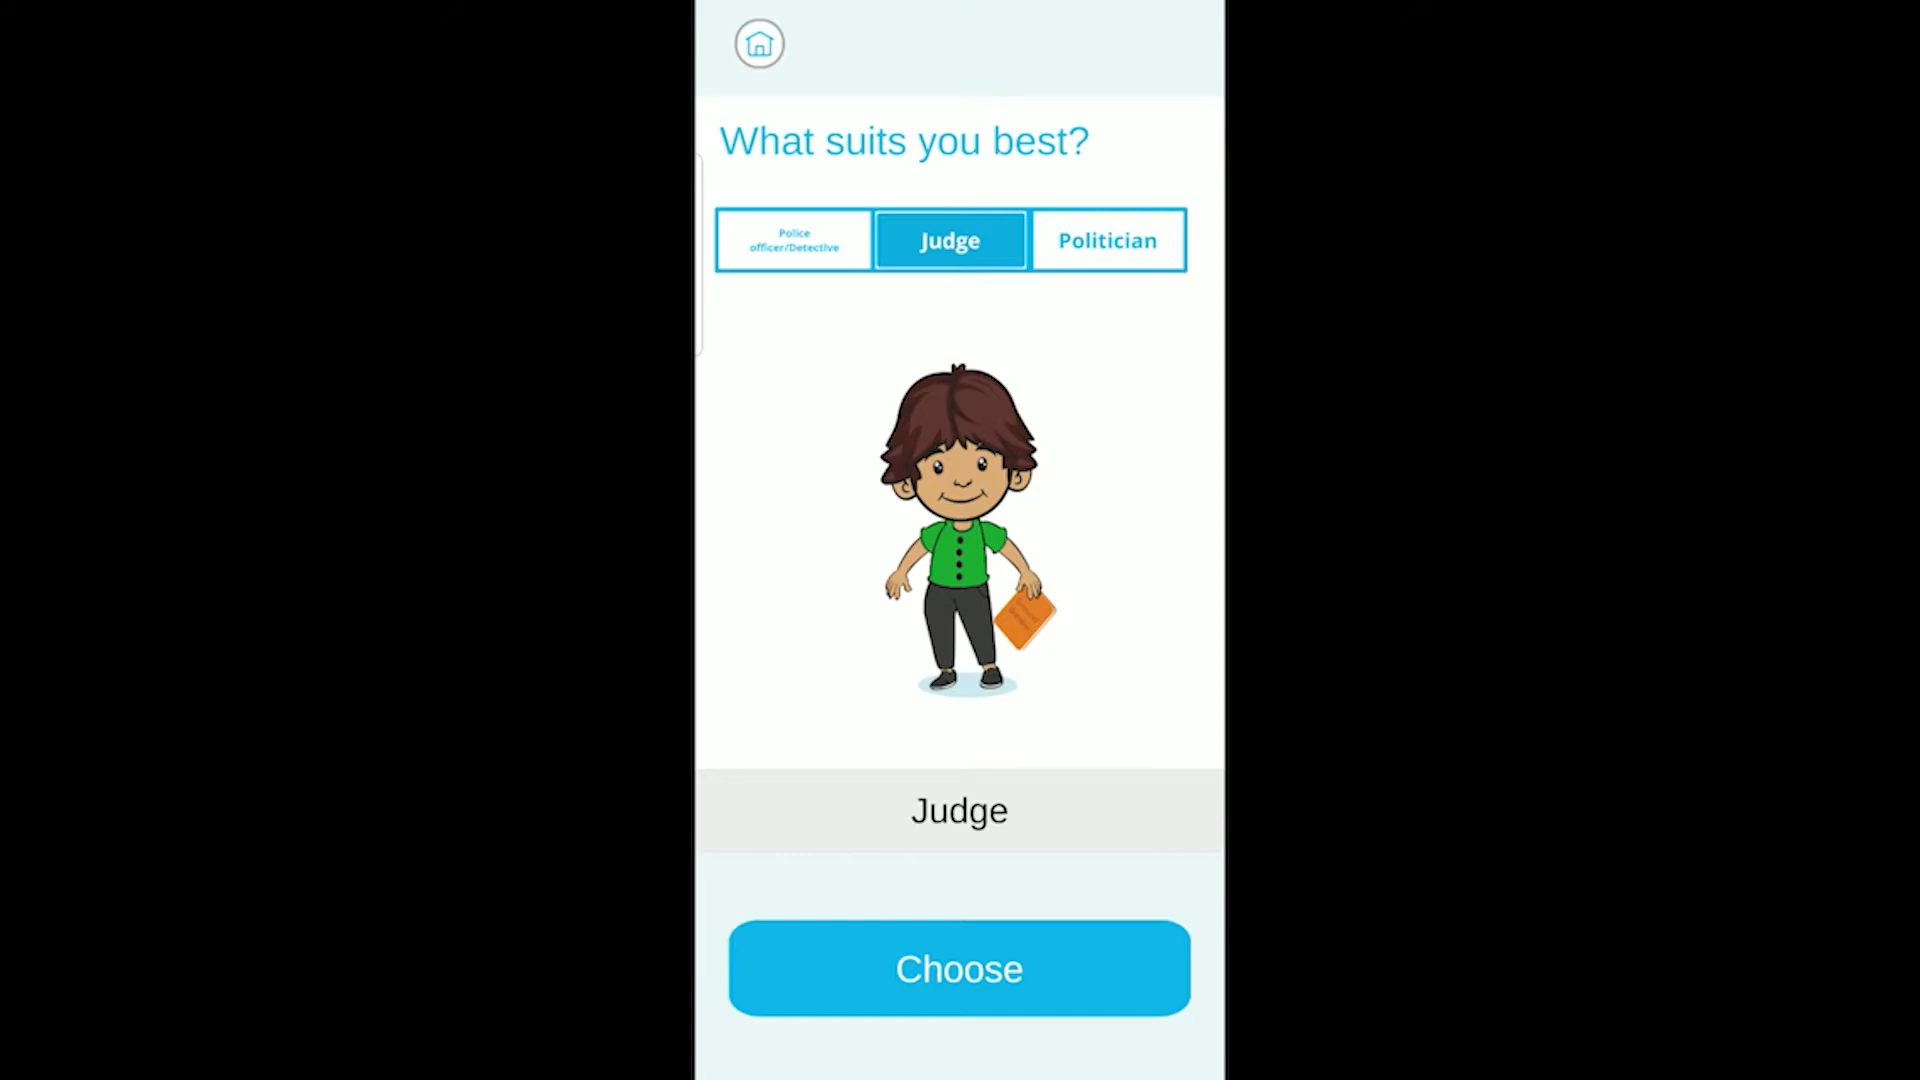 What suits you best?
Police
officer/Detective
Judge
Politician
Judge
Choose